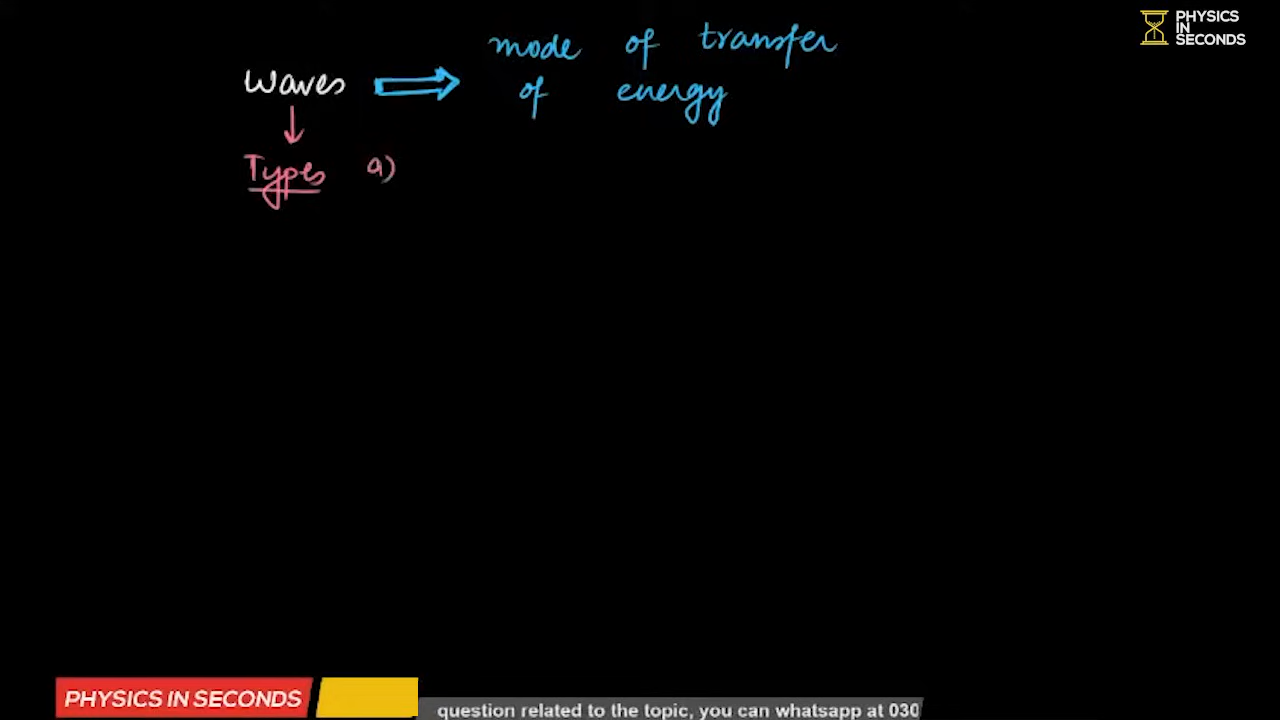 mode of transfer
Waves ⇒ of energy
↓
Types a)
PHYSICS
IN
SECONDS
PHYSICS IN SECONDS
question related to the topic, you can whatsapp at 030